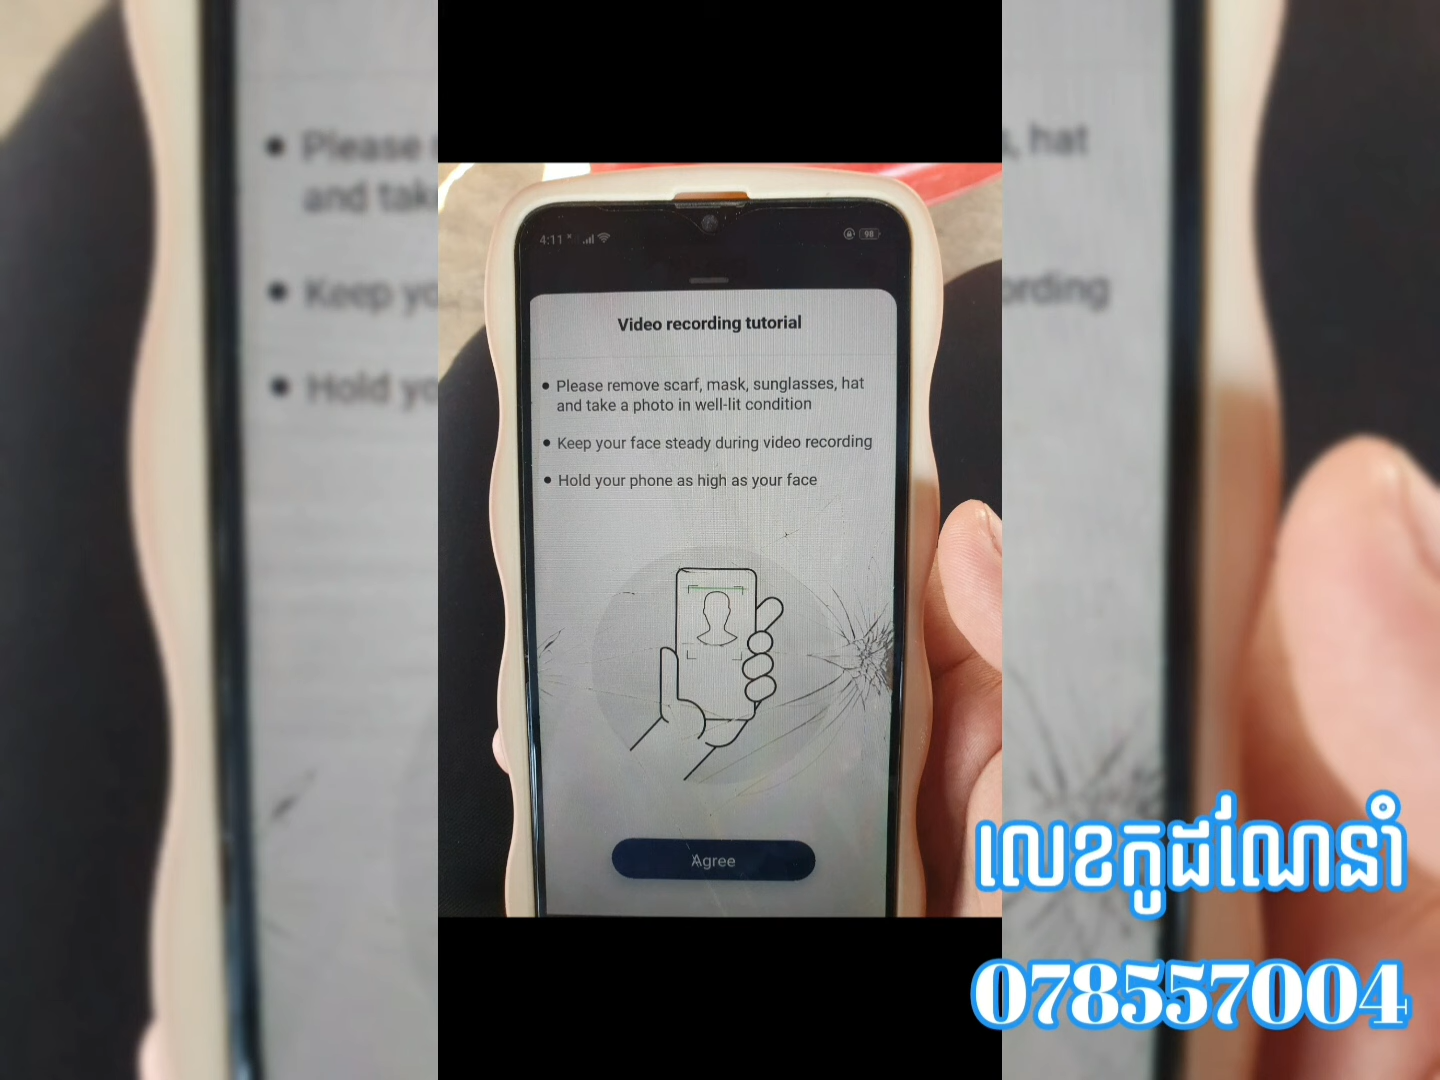 4:11
98
Video recording tutorial
• Please remove scarf, mask, sunglasses, hat
and take a photo in well-lit condition
• Keep your face steady during video recording
• Hold your phone as high as your face
Agree
លេខកូដណែនាំ
078557004